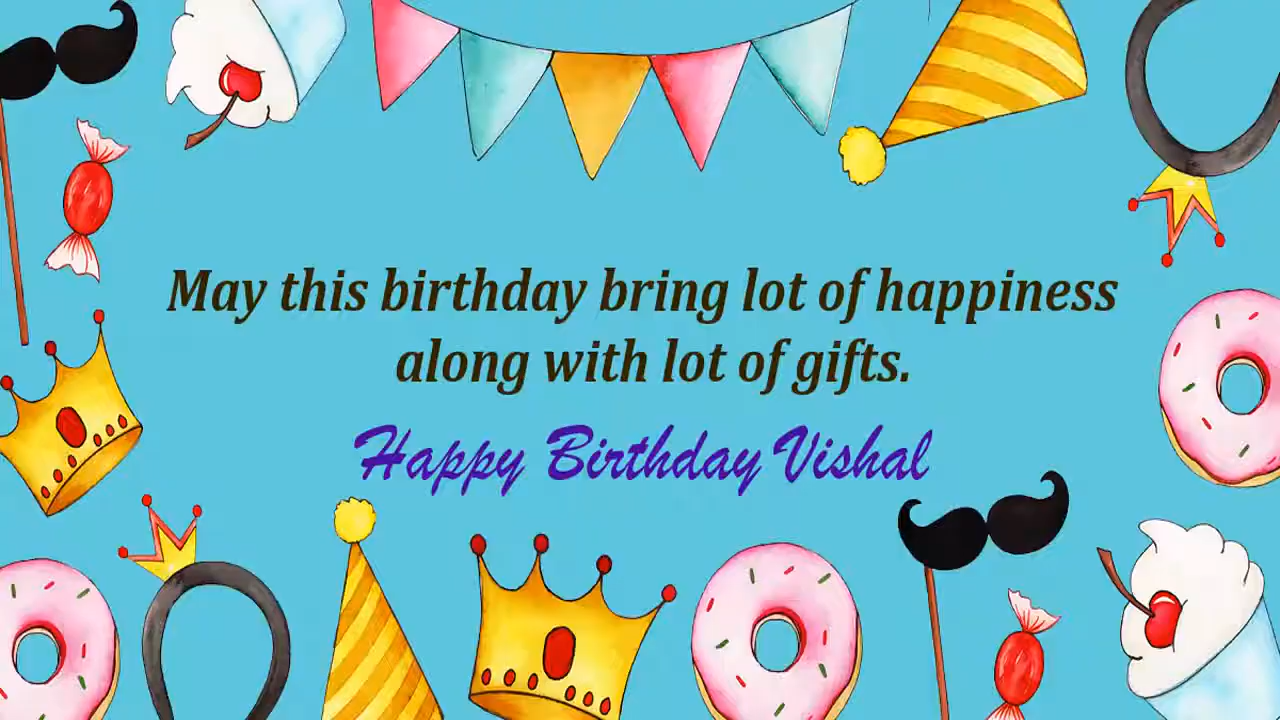 May this birthday bring lot of happiness
along with lot of gifts.
Happy Birthday Vishal